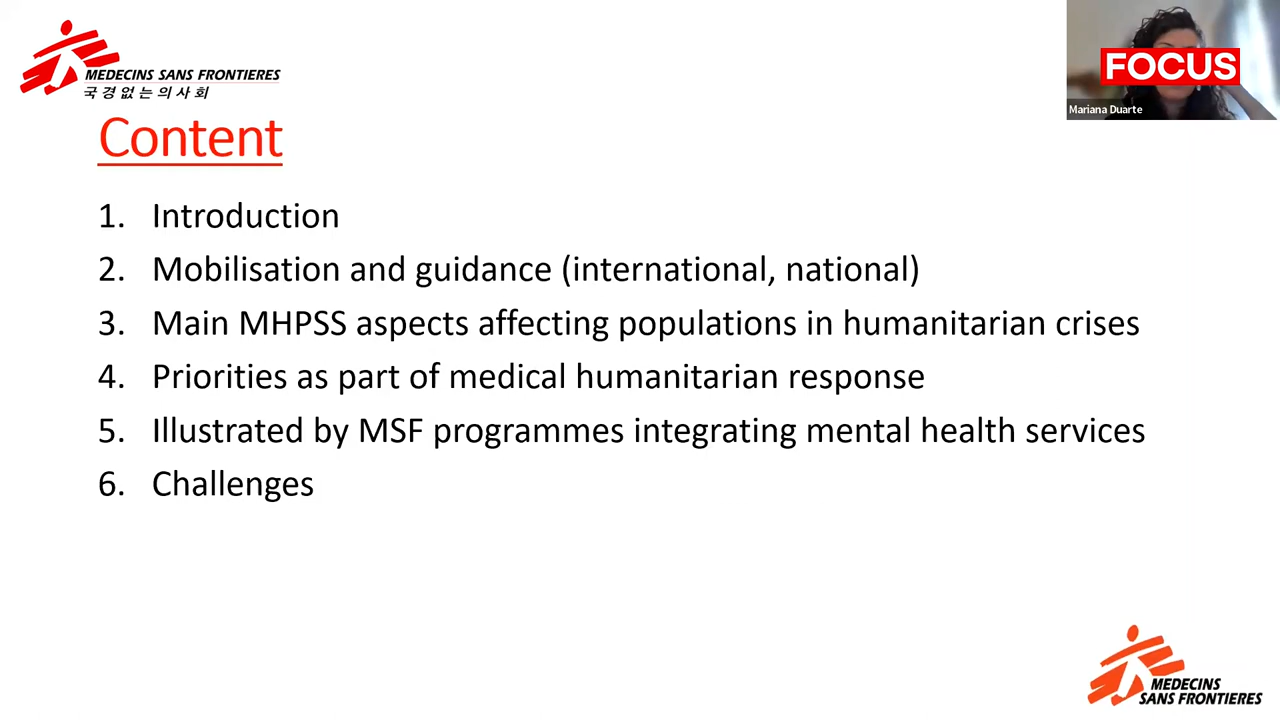 MEDECINS SANS FRONTIERES
국경없는의사회
FOCUS
Mariana Duarte
Content
1. Introduction
2. Mobilisation and guidance (international, national)
3. Main MHPSS aspects affecting populations in humanitarian crises
4. Priorities as part of medical humanitarian response
5. Illustrated by MSF programmes integrating mental health services
6. Challenges
MEDECINS
SANS FRONTIERES